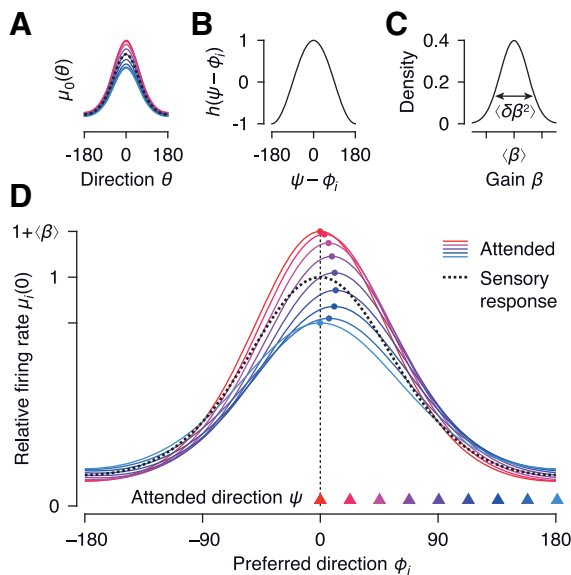 A
μ₀(θ)
-180 0 180
Direction θ
B
h(ψ−ϕᵢ)
1
0
-1
-180 0 180
ψ−ϕᵢ
C
Density
0.4
0.2
0
⟨δβ²⟩
⟨β⟩
Gain β
D
Relative firing rate μᵢ(0)
1+⟨β⟩
1
0
Attended
Sensory
response
Attended direction ψ
-180 -90 0 90 180
Preferred direction ϕᵢ